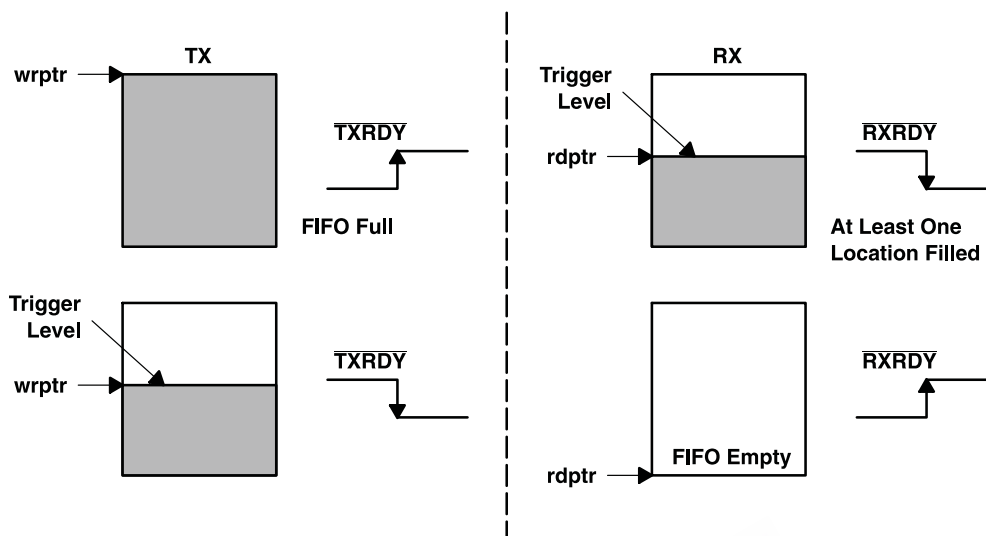 TX
wrptr
TXRDY
FIFO Full
Trigger
Level
wrptr
TXRDY
RX
Trigger
Level
rdptr
RXRDY
At Least One
Location Filled
RXRDY
FIFO Empty
rdptr